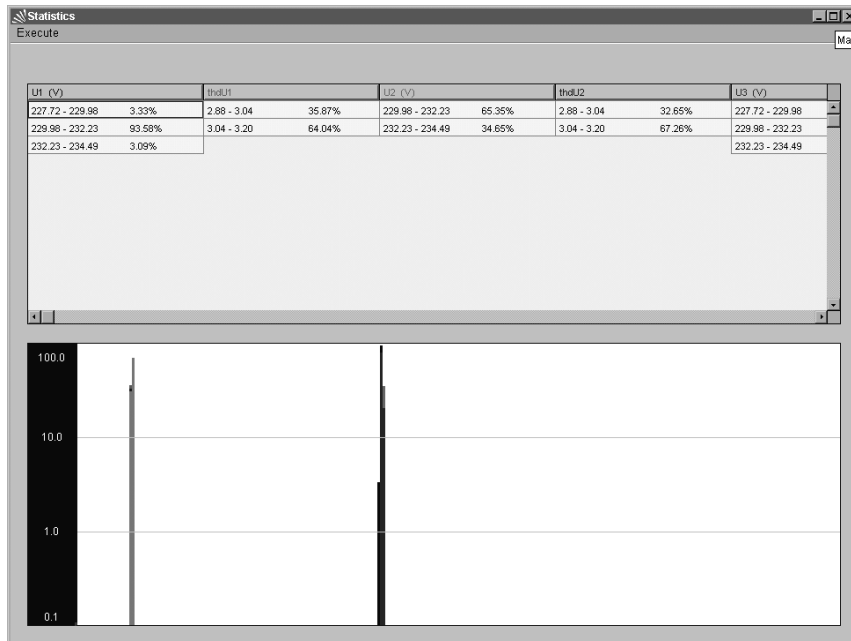 Statistics
Execute
Ma
U1 (V) thdU1 U2 (V) thdU2 U3 (V)
227.72 - 229.98 3.33% 2.88 - 3.04 35.87% 229.98 - 232.23 65.35% 2.88 - 3.04 32.65% 227.72 - 229.98
229.98 - 232.23 93.58% 3.04 - 3.20 64.04% 232.23 - 234.49 34.65% 3.04 - 3.20 67.26% 229.98 - 232.23
232.23 - 234.49 3.09% 232.23 - 234.49
100.0
10.0
1.0
0.1